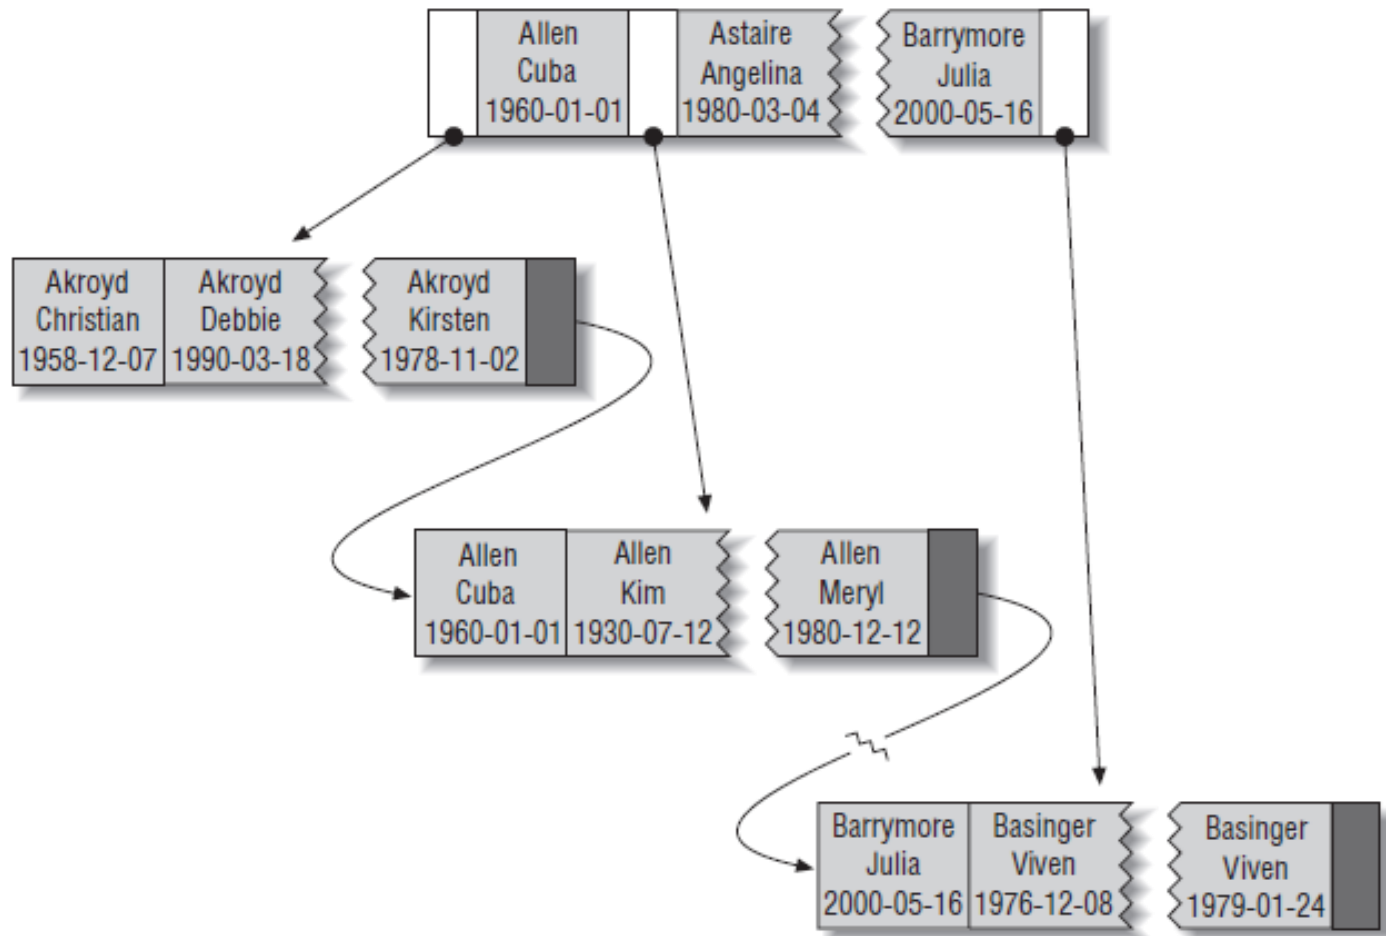 Allen
Cuba
1960-01-01
Astaire
Angelina
1980-03-04
Barrymore
Julia
2000-05-16
Akroyd
Christian
1958-12-07
Akroyd
Debbie
1990-03-18
Akroyd
Kirsten
1978-11-02
Allen
Cuba
1960-01-01
Allen
Kim
1930-07-12
Allen
Meryl
1980-12-12
Barrymore
Julia
2000-05-16
Basinger
Viven
1976-12-08
Basinger
Viven
1979-01-24